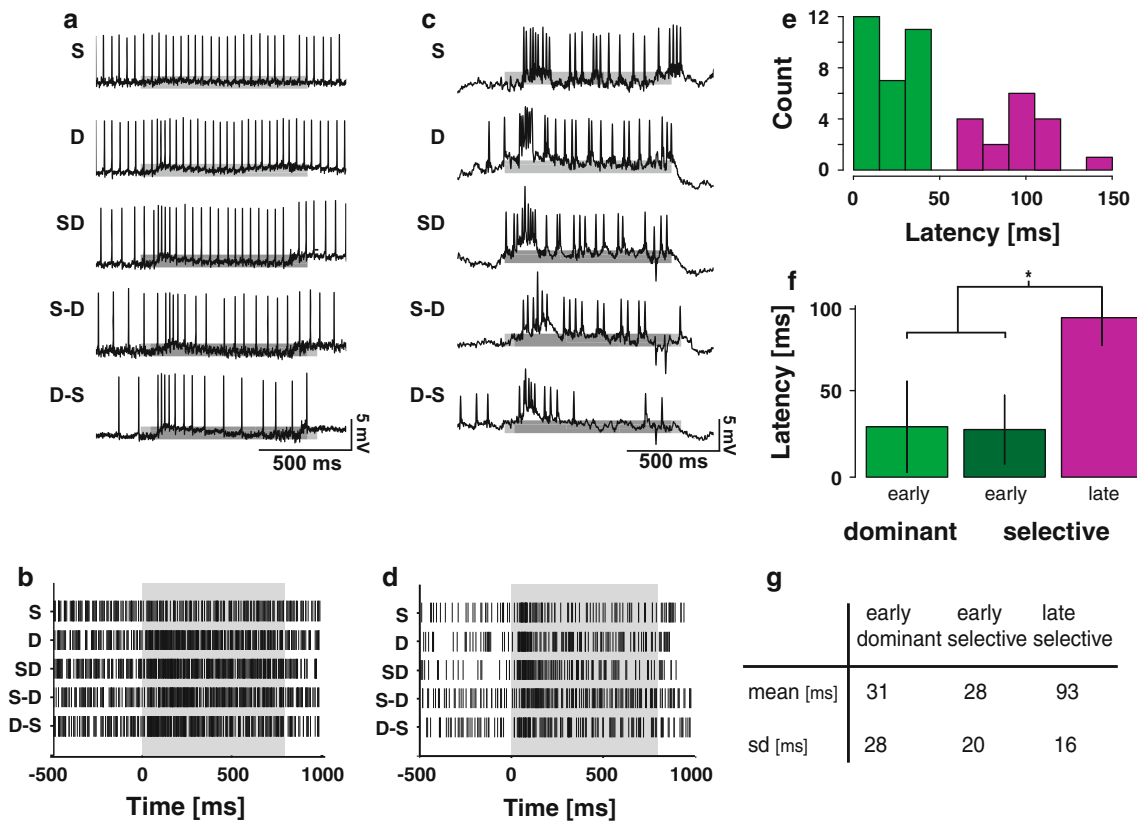 a
S
D
SD
S-D
D-S
5 mV
500 ms
c
S
D
SD
S-D
D-S
5 mV
500 ms
e
Count
12
8
4
0
0 50 100 150
Latency [ms]
f
*
Latency [ms]
100
50
0
early early late
dominant selective
b
S
D
SD
S-D
D-S
-500 0 500 1000
Time [ms]
d
S
D
SD
S-D
D-S
-500 0 500 1000
Time [ms]
g
early early late
dominant selective selective
mean [ms] 31 28 93
sd [ms] 28 20 16